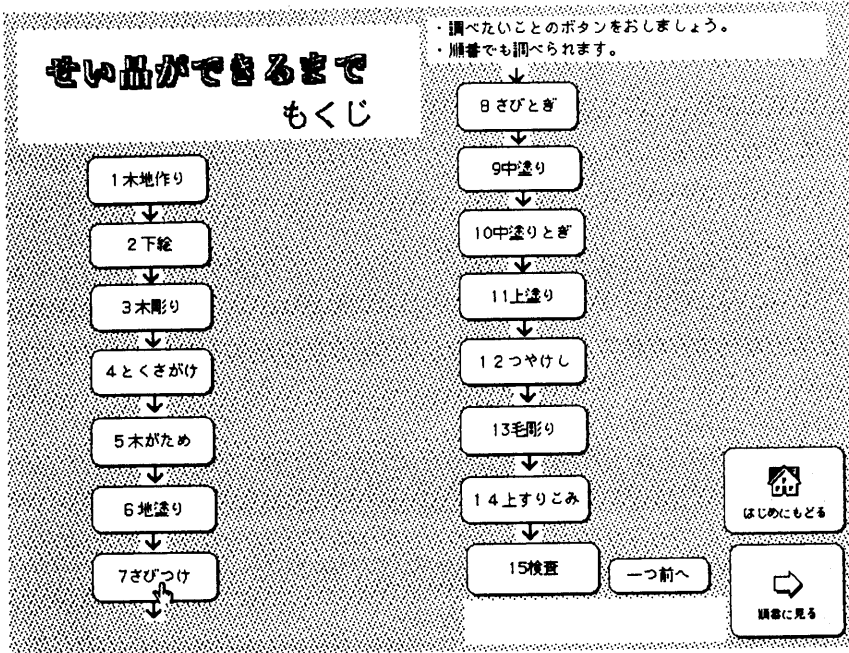 せい品ができるまで
もくじ
・調べたいことのボタンをおしましょう。
・順番でも調べられます。
1木地作り
2下絵
3木彫り
4とくさがけ
5木がため
6地塗り
7さびつけ
8さびとぎ
9中塗り
10中塗りとぎ
11上塗り
12つやけし
13毛彫り
14上すりこみ
15検査
一つ前へ
はじめにもどる
順番に見る